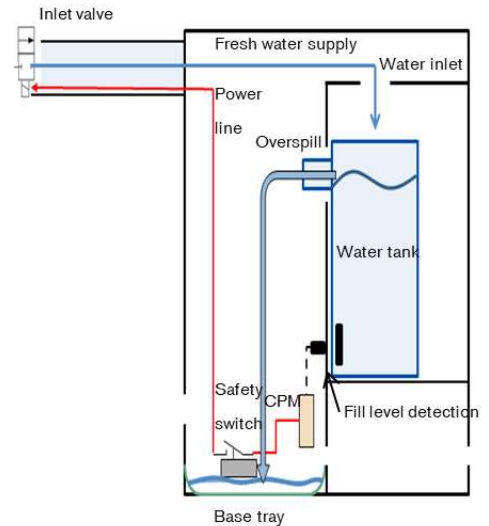 Inlet valve
Fresh water supply
Water inlet
Power
line
Overspill
Water tank
Safety
switch
CPM
Fill level detection
Base tray